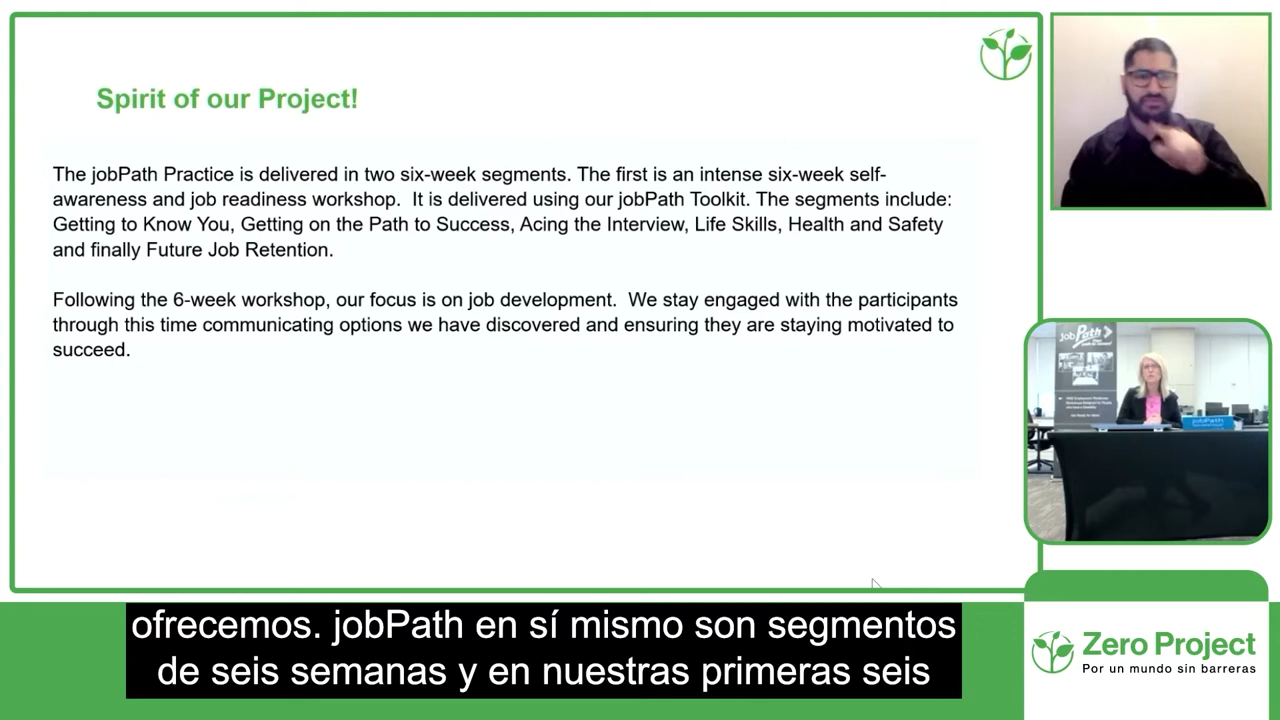 Spirit of our Project!
The jobPath Practice is delivered in two six-week segments. The first is an intense six-week self-
awareness and job readiness workshop.  It is delivered using our jobPath Toolkit. The segments include:
Getting to Know You, Getting on the Path to Success, Acing the Interview, Life Skills, Health and Safety
and finally Future Job Retention.
Following the 6-week workshop, our focus is on job development.  We stay engaged with the participants
through this time communicating options we have discovered and ensuring they are staying motivated to
succeed.
jobPath
jobPath
ofrecemos. jobPath en sí mismo son segmentos
de seis semanas y en nuestras primeras seis
Zero Project
Por un mundo sin barreras